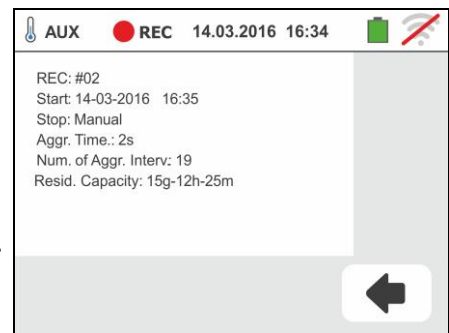 AUX REC 14.03.2016 16:34
REC: #02
Start: 14-03-2016 16:35
Stop: Manual
Aggr. Time.: 2s
Num. of Aggr. Interv.: 19
Resid. Capacity: 15g-12h-25m